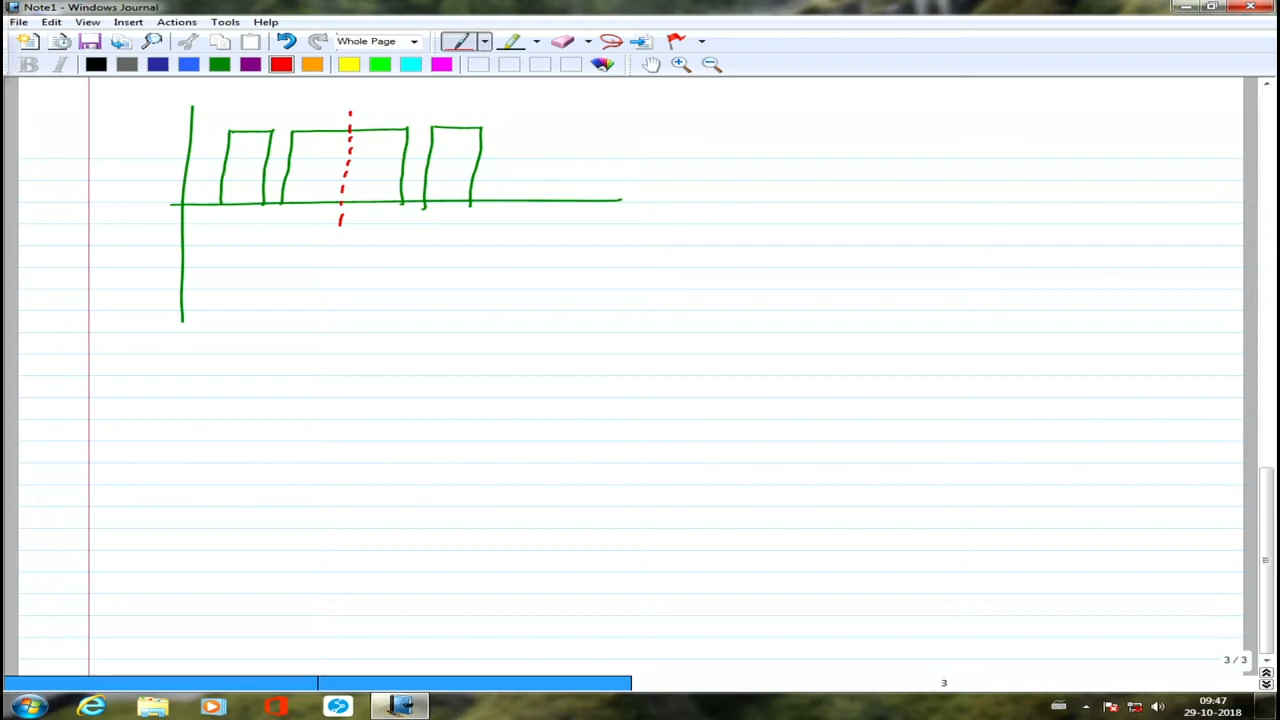 Note1 - Windows Journal
File Edit View Insert Actions Tools Help
Whole Page
B I
3 / 3
3
09:47
29-10-2018